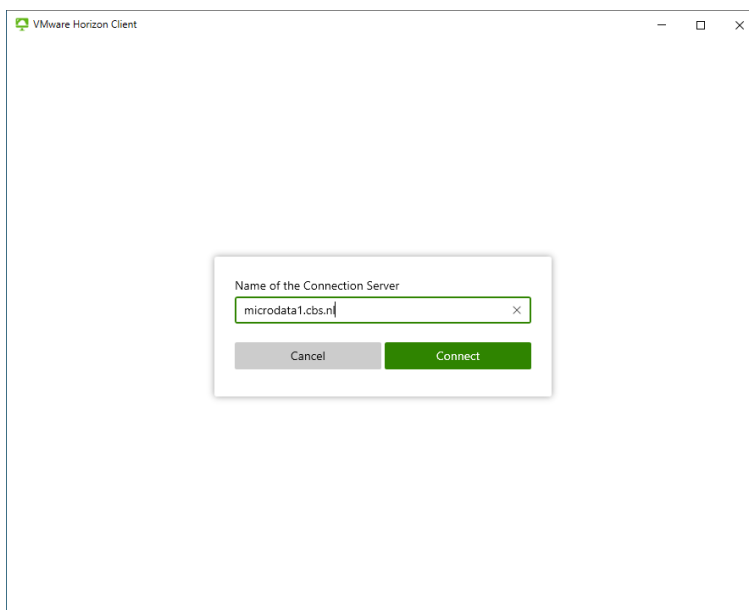 VMware Horizon Client
Name of the Connection Server
microdata1.cbs.nl
Cancel Connect